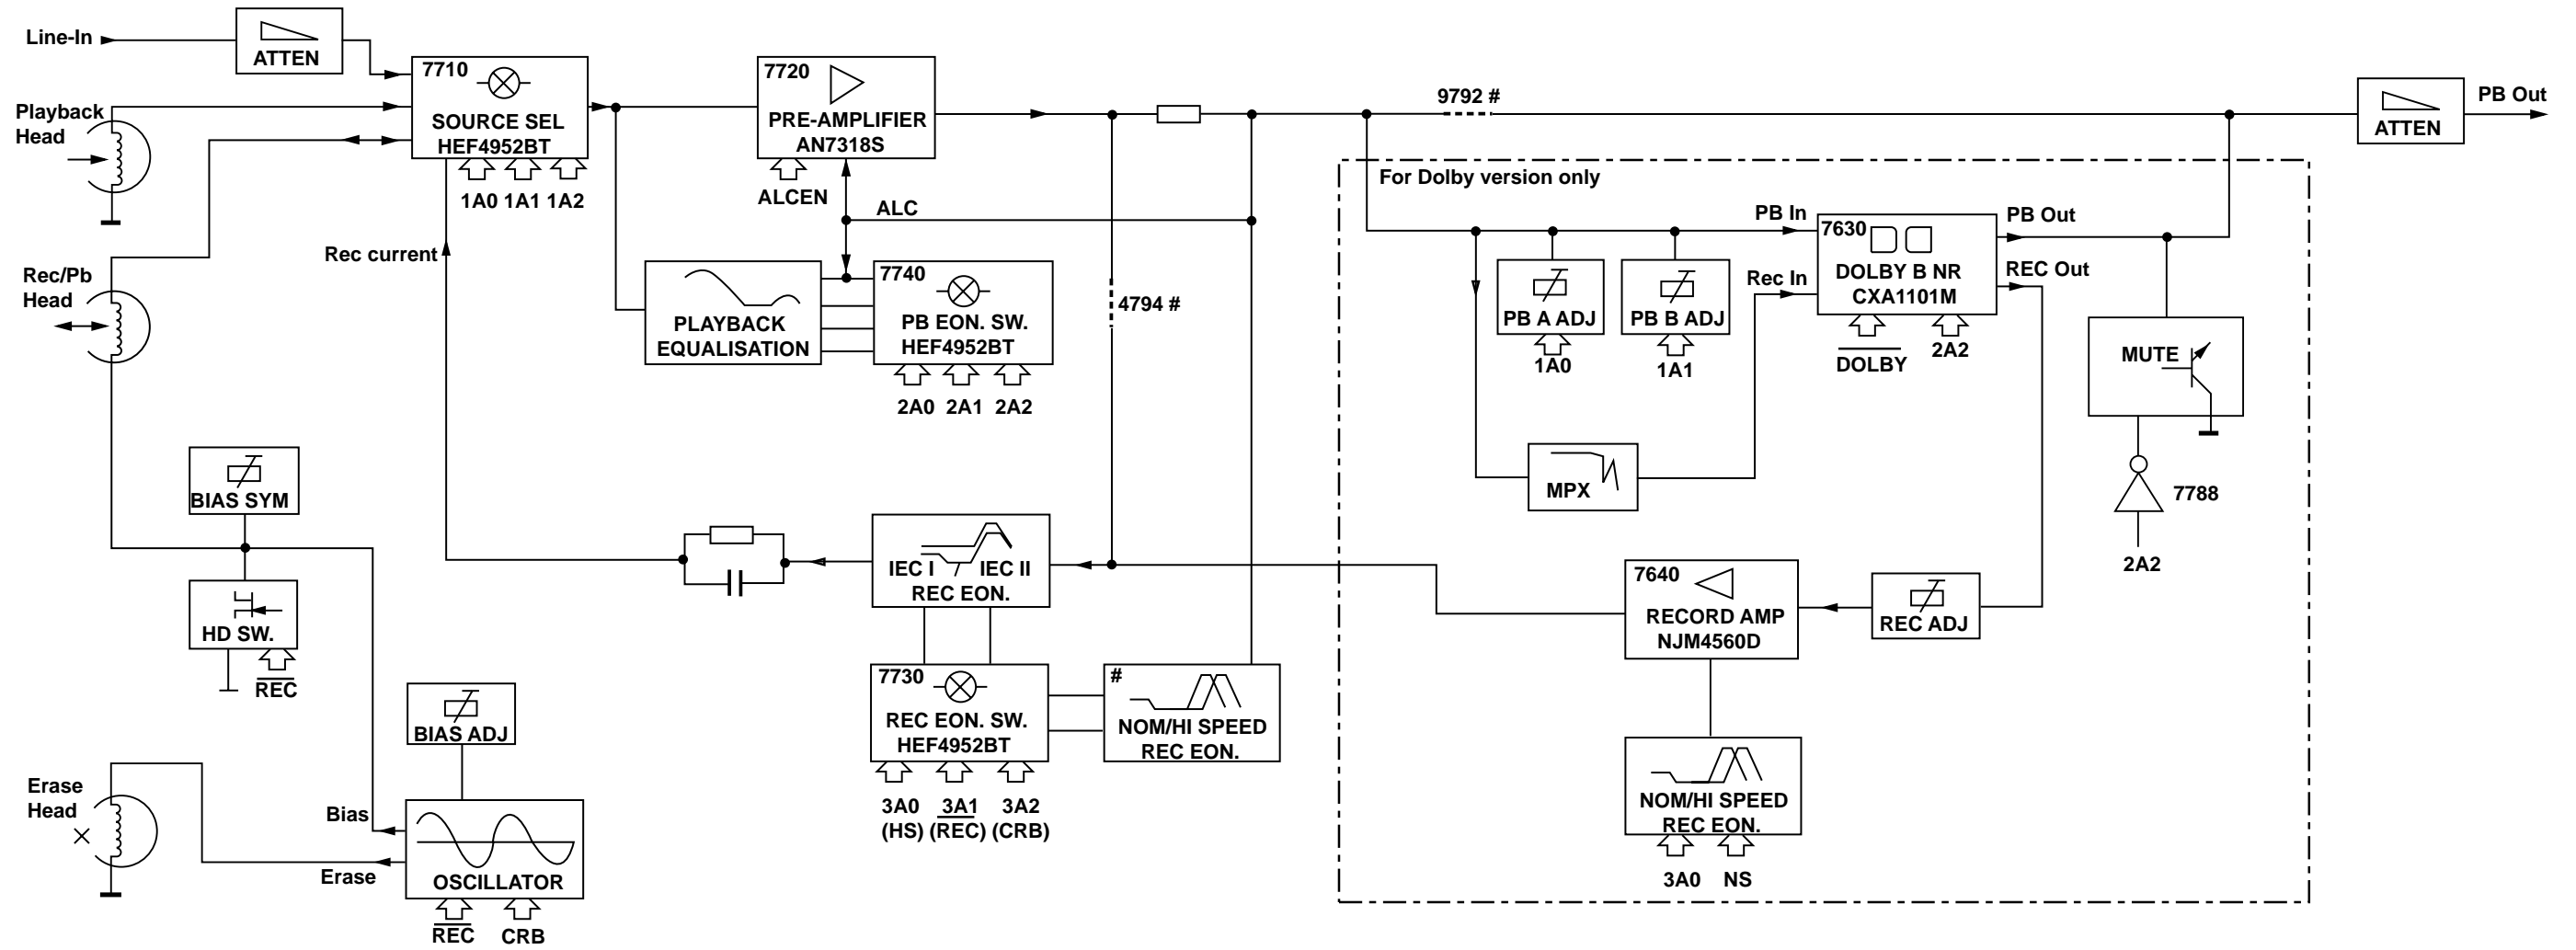 Line-In
ATTEN
7710
SOURCE SEL
HEF4952BT
1A0 1A1 1A2
Playback
Head
7720
PRE-AMPLIFIER
AN7318S
ALCEN
ALC
9792 #
ATTEN
PB Out
For Dolby version only
Rec/Pb
Head
Rec current
PLAYBACK
EQUALISATION
7740
PB EON. SW.
HEF4952BT
2A0 2A1 2A2
4794 #
PB In
Rec In
7630
DOLBY B NR
CXA1101M
PB Out
REC Out
DOLBY
2A2
PB A ADJ
1A0
PB B ADJ
1A1
MUTE
7788
2A2
MPX
BIAS SYM
HD SW.
REC
IEC I / IEC II
REC EON.
7640
RECORD AMP
NJM4560D
REC ADJ
7730
REC EON. SW.
HEF4952BT
3A0 3A1 3A2
(HS) (REC) (CRB)
#
NOM/HI SPEED
REC EON.
NOM/HI SPEED
REC EON.
3A0 NS
BIAS ADJ
Erase
Head
Bias
Erase
OSCILLATOR
REC CRB